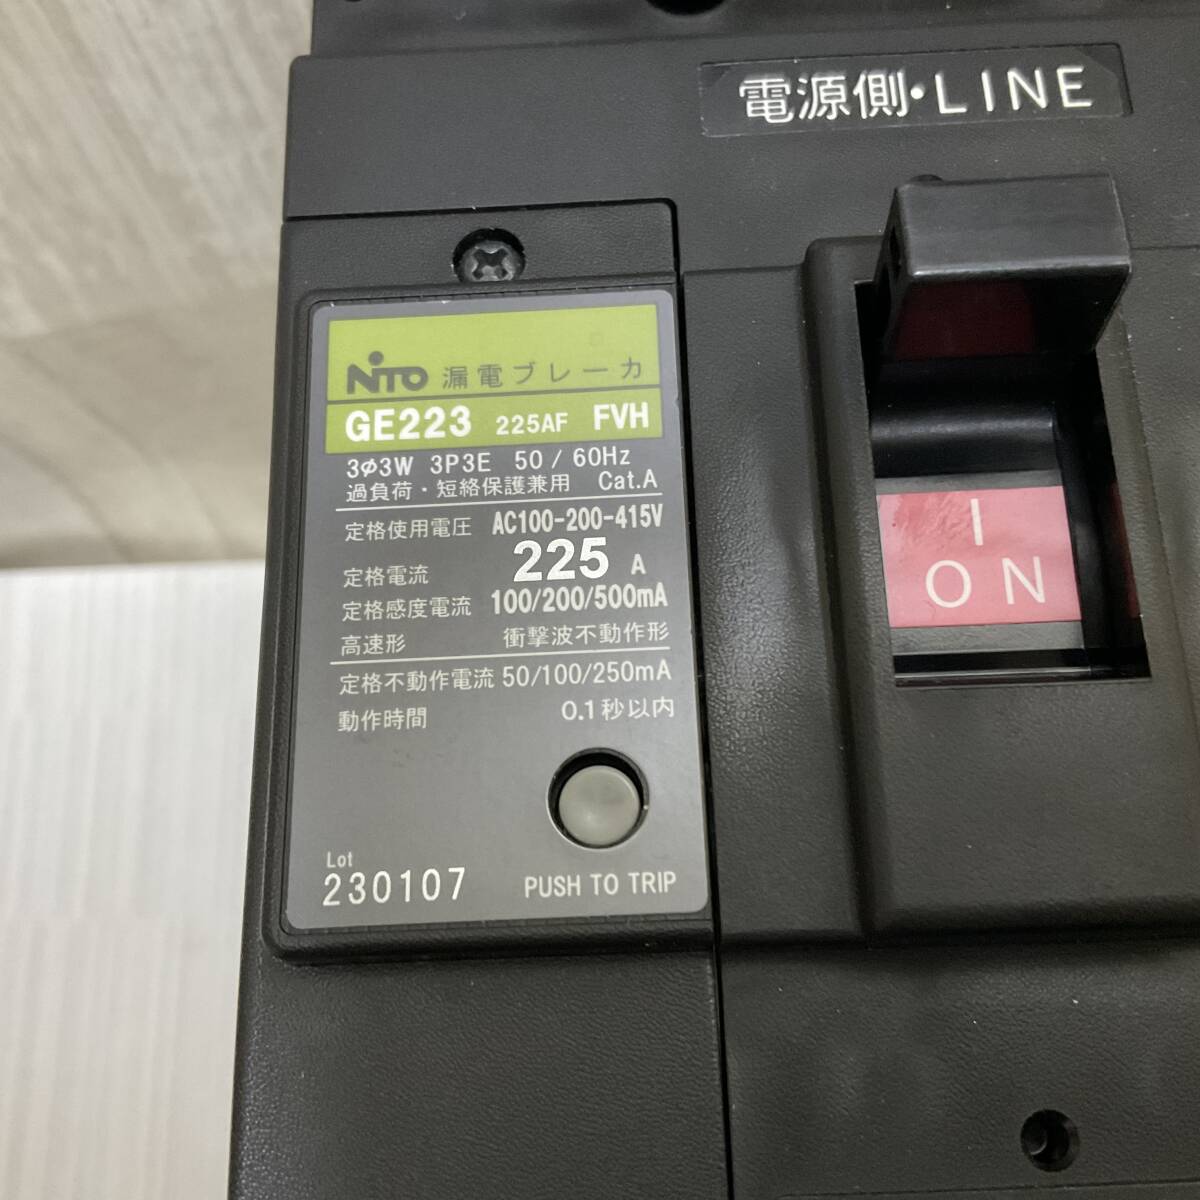 電源側・LINE
NiTO 漏電ブレーカ
GE223 225AF FVH
3φ3W 3P3E 50 / 60Hz
過負荷・短絡保護兼用 Cat.A
定格使用電圧 AC100-200-415V
定格電流 225 A
定格感度電流 100/200/500mA
高速形 衝撃波不動作形
定格不動作電流 50/100/250mA
動作時間 0.1秒以内
Lot
230107 PUSH TO TRIP
I
ON